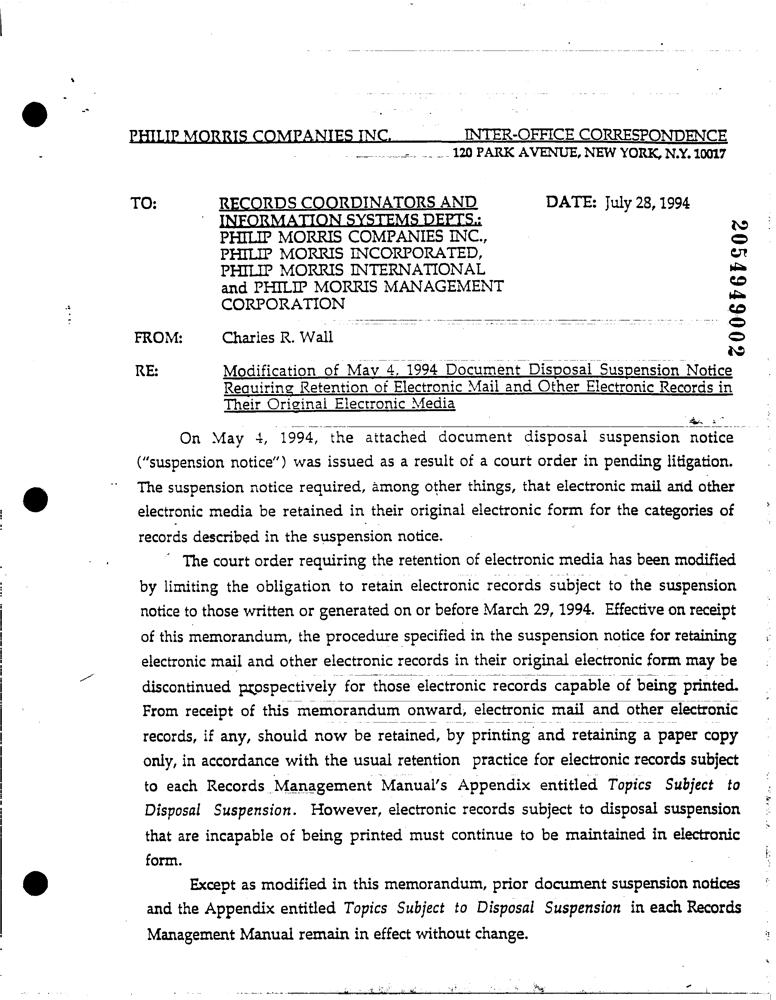 PHILIP MORRIS COMPANIES INC. INTER-OFFICE CORRESPONDENCE
120 PARK AVENUE, NEW YORK, N.Y. 10017
TO: RECORDS COORDINATORS AND DATE: July 28, 1994
INFORMATION SYSTEMS DEPTS.:
PHILIP MORRIS COMPANIES INC.,
PHILIP MORRIS INCORPORATED,
PHILIP MORRIS INTERNATIONAL
and PHILIP MORRIS MANAGEMENT
CORPORATION
2054949002
FROM: Charles R. Wall
RE: Modification of May 4, 1994 Document Disposal Suspension Notice
Requiring Retention of Electronic Mail and Other Electronic Records in
Their Original Electronic Media
On May 4, 1994, the attached document disposal suspension notice
("suspension notice") was issued as a result of a court order in pending litigation.
The suspension notice required, among other things, that electronic mail and other
electronic media be retained in their original electronic form for the categories of
records described in the suspension notice.
The court order requiring the retention of electronic media has been modified
by limiting the obligation to retain electronic records subject to the suspension
notice to those written or generated on or before March 29, 1994. Effective on receipt
of this memorandum, the procedure specified in the suspension notice for retaining
electronic mail and other electronic records in their original electronic form may be
discontinued prospectively for those electronic records capable of being printed.
From receipt of this memorandum onward, electronic mail and other electronic
records, if any, should now be retained, by printing and retaining a paper copy
only, in accordance with the usual retention practice for electronic records subject
to each Records Management Manual's Appendix entitled Topics Subject to
Disposal Suspension. However, electronic records subject to disposal suspension
that are incapable of being printed must continue to be maintained in electronic
form.
Except as modified in this memorandum, prior document suspension notices
and the Appendix entitled Topics Subject to Disposal Suspension in each Records
Management Manual remain in effect without change.